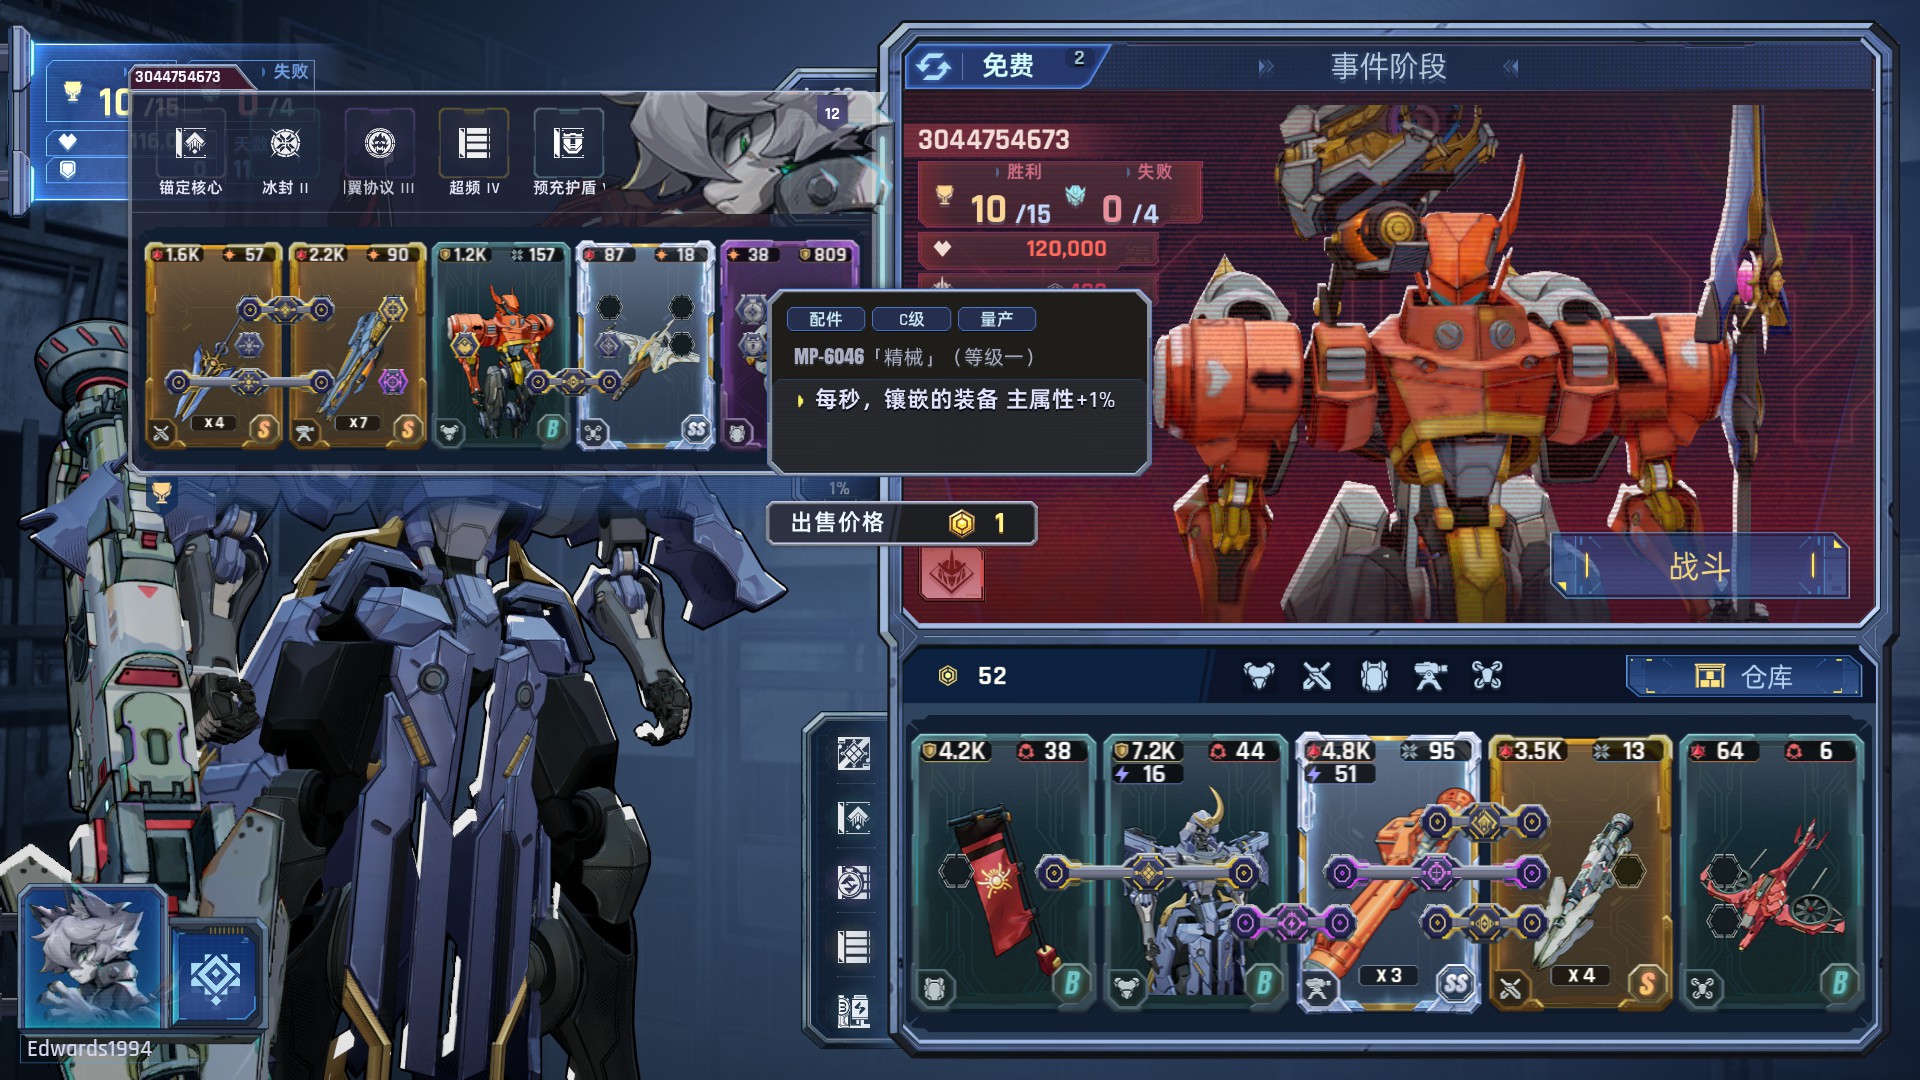 3044754673
失败
10 /15
0 /4
12
锚定核心
冰封 II
翼协议 III
超频 IV
预充护盾
1.6K 57
2.2K 90
1.2K 157
87 18
38 809
X4 S
X7 S
B
SS
配件 C级 量产
MP-6046「精械」（等级一）
每秒，镶嵌的装备 主属性+1%
1%
出售价格 1
免费 2
事件阶段
3044754673
胜利 失败
10 /15 0 /4
120,000
战斗
52
仓库
4.2K 38
7.2K 44
16
4.8K 95
51
3.5K 13
64 6
B
B
X3 SS
X4 S
B
Edwards1994